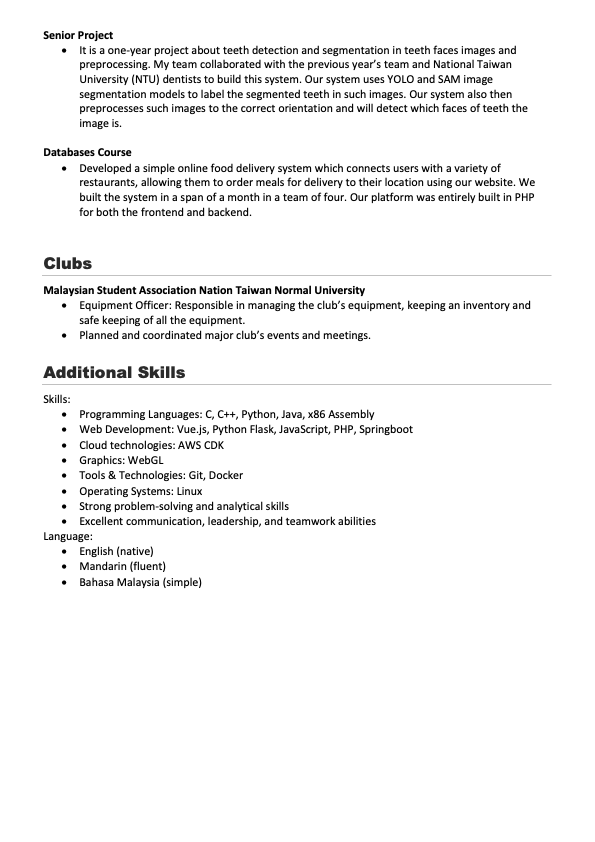 Senior Project
• It is a one-year project about teeth detection and segmentation in teeth faces images and
preprocessing. My team collaborated with the previous year’s team and National Taiwan
University (NTU) dentists to build this system. Our system uses YOLO and SAM image
segmentation models to label the segmented teeth in such images. Our system also then
preprocesses such images to the correct orientation and will detect which faces of teeth the
image is.
Databases Course
• Developed a simple online food delivery system which connects users with a variety of
restaurants, allowing them to order meals for delivery to their location using our website. We
built the system in a span of a month in a team of four. Our platform was entirely built in PHP
for both the frontend and backend.
Clubs
Malaysian Student Association Nation Taiwan Normal University
• Equipment Officer: Responsible in managing the club’s equipment, keeping an inventory and
safe keeping of all the equipment.
• Planned and coordinated major club’s events and meetings.
Additional Skills
Skills:
• Programming Languages: C, C++, Python, Java, x86 Assembly
• Web Development: Vue.js, Python Flask, JavaScript, PHP, Springboot
• Cloud technologies: AWS CDK
• Graphics: WebGL
• Tools & Technologies: Git, Docker
• Operating Systems: Linux
• Strong problem-solving and analytical skills
• Excellent communication, leadership, and teamwork abilities
Language:
• English (native)
• Mandarin (fluent)
• Bahasa Malaysia (simple)